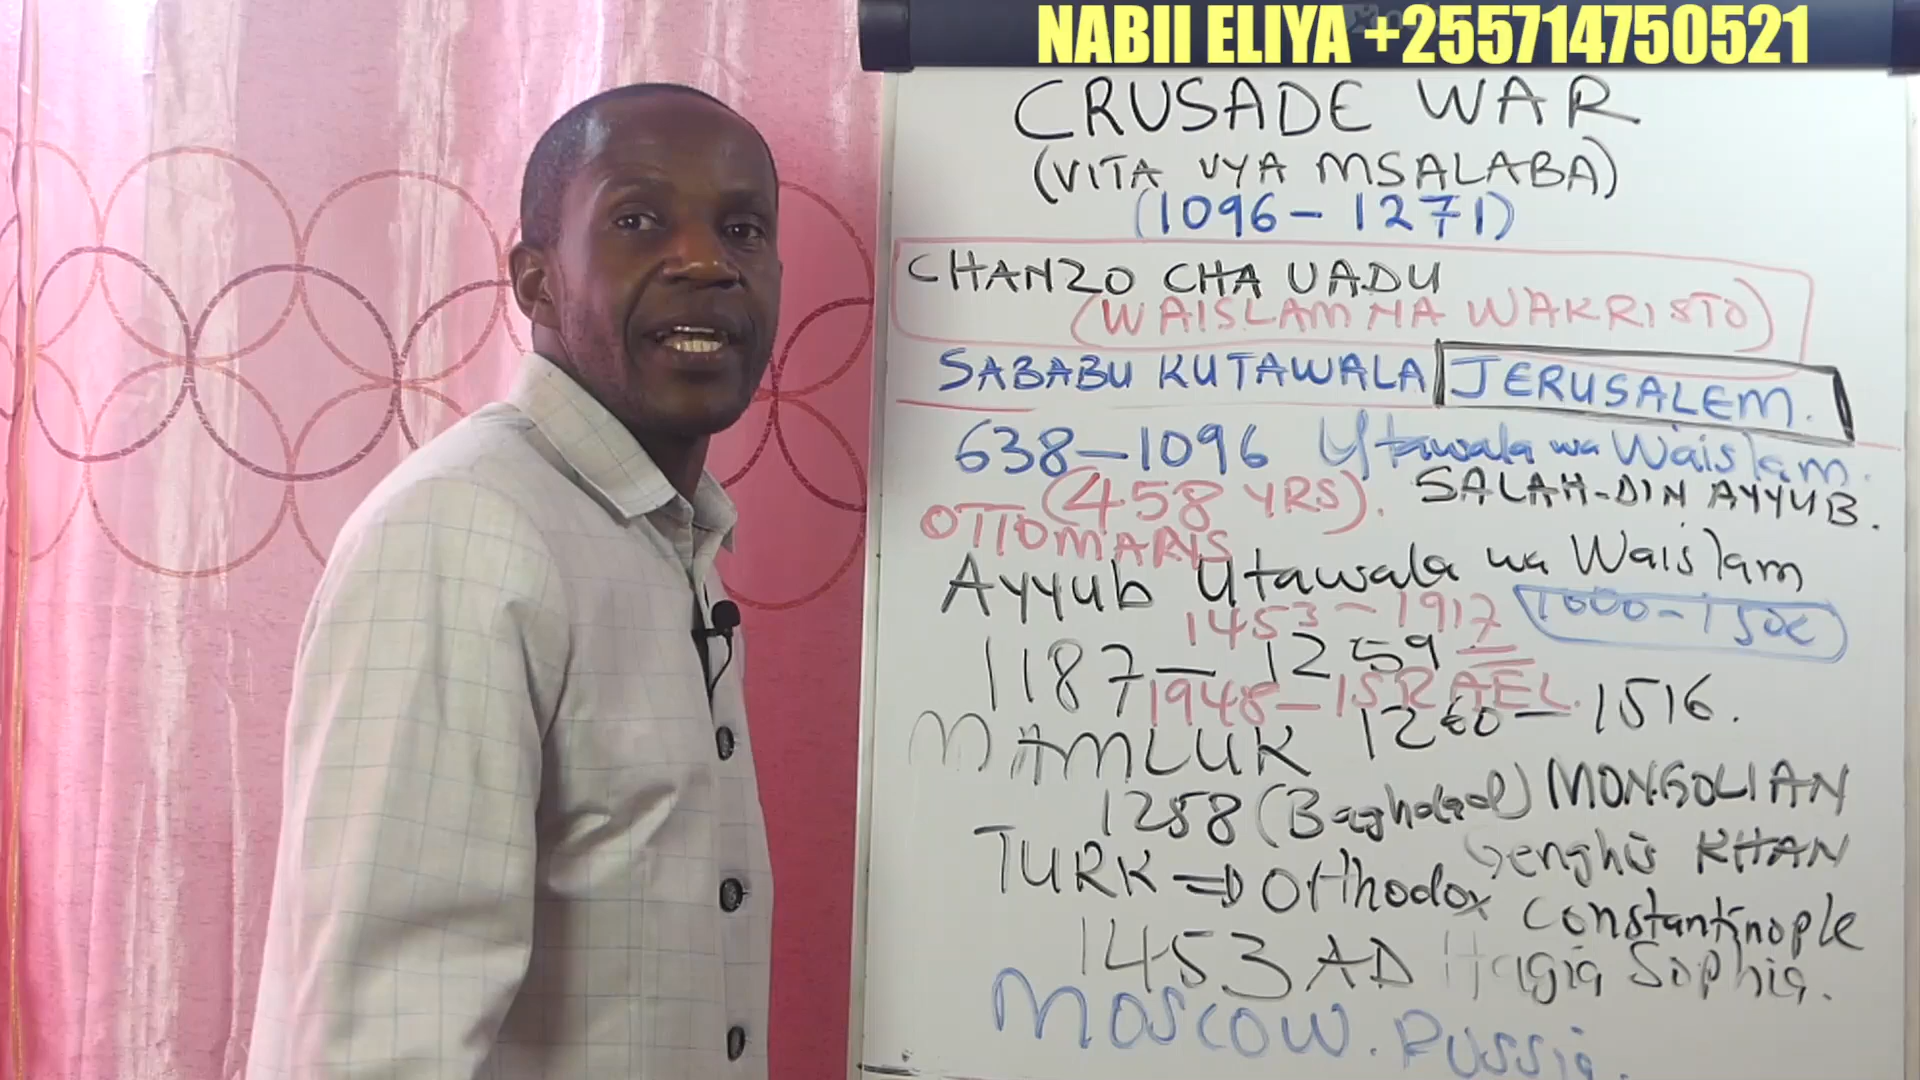 NABII ELIYA +255714750521
CRUSADE WAR
(VITA VYA MSALABA)
(1096 - 1271)
CHANZO CHA UADU
(WAISLAM NA WAKRISTO)
SABABU KUTAWALA JERUSALEM.
638-1096 Utawala wa Waislam.
(458 YRS). SALAH-DIN AYYUB.
OTTOMANS
Ayyub Utawala wa Waislam
1453-1917
1187-1259
1948-ISRAEL.
MAMLUK 1260-1516.
1258 (Baghdad) MONGOLIAN
Genghis KHAN
TURK => Orthodox Constantinople
1453 AD Hagia Sophia.
MOSCOW. Russia.